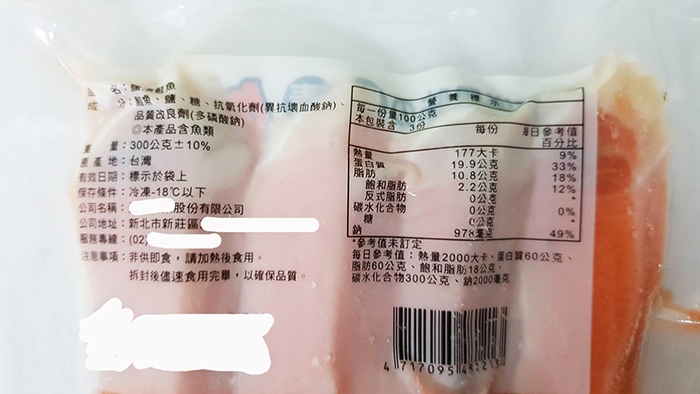 名：鹽
成　分：鮭魚、鹽、糖、抗氧化劑(異抗壞血酸鈉)、
品質改良劑(多磷酸鈉)
◎本產品含魚類
量：300公克±10%
原 產 地：台灣
有效日期：標示於袋上
保存條件：冷凍-18℃以下
公司名稱：股份有限公司
公司地址：新北市新莊區
服務專線：(02
注意事項：非供即食，請加熱後食用。
拆封後儘速食用完畢，以確保品質。
營養標示
每一份量100公克
本包裝含 3份
每份 每日參考值百分比
熱量 177大卡 9%
蛋白質 19.9公克 33%
脂肪 10.8公克 18%
飽和脂肪 2.2公克 12%
反式脂肪 0公克 *
碳水化合物 0公克 0%
糖 0公克 *
鈉 978毫克 49%
*參考值未訂定
每日參考值：熱量2000大卡、蛋白質60公克、
脂肪60公克、飽和脂肪18公克、
碳水化合物300公克、鈉2000毫克
4 717095